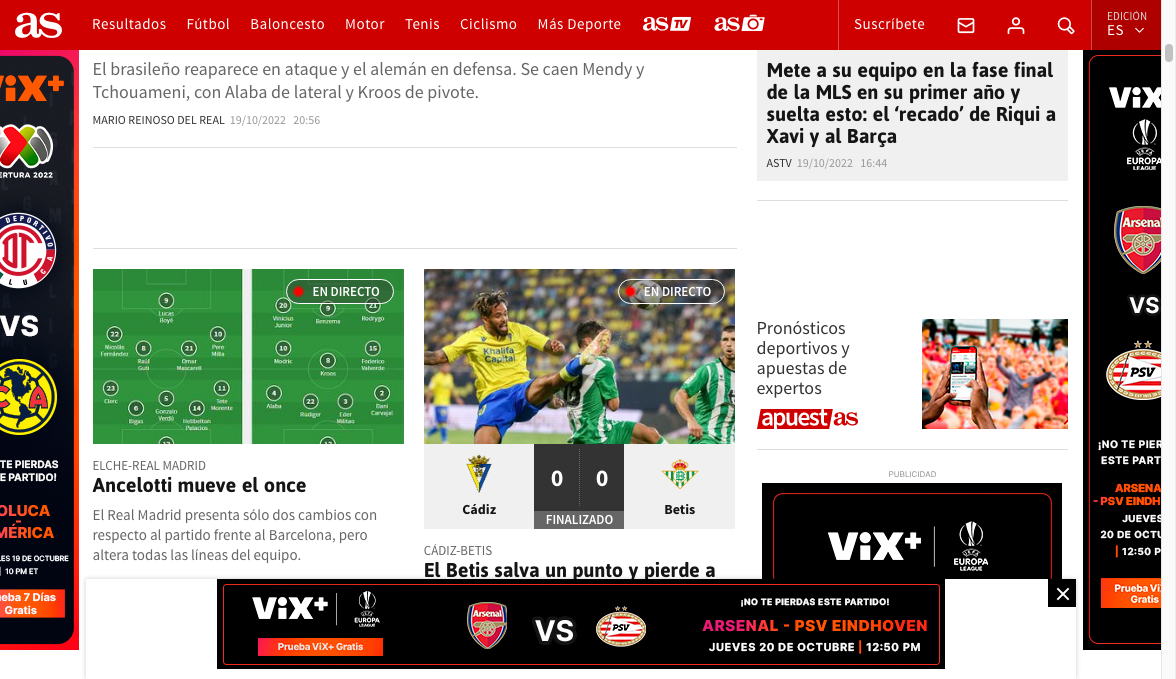 as
Resultados
Fútbol
Baloncesto
Motor
Tenis
Ciclismo
Más Deporte
as TV
as
Suscríbete
EDICIÓN
ES
El brasileño reaparece en ataque y el alemán en defensa. Se caen Mendy y
Tchouameni, con Alaba de lateral y Kroos de pivote.
MARIO REINOSO DEL REAL 19/10/2022 20:56
Mete a su equipo en la fase final
de la MLS en su primer año y
suelta esto: el ‘recado’ de Riqui a
Xavi y al Barça
ASTV 19/10/2022 16:44
EN DIRECTO
9
Lucas
Boyé
22
Nicolás
Fernández
8
Raúl
Guti
21
Omar
Mascarell
10
Pere
Milla
23
Clerc
6
Bigas
5
Gonzalo
Verdú
14
Helibelton
Palacios
11
Tete
Morente
20
Vinicius
Junior
9
Benzema
21
Rodrygo
10
Modric
8
Kroos
15
Federico
Valverde
4
Alaba
22
Rüdiger
3
Eder
Militao
2
Dani
Carvajal
ELCHE-REAL MADRID
Ancelotti mueve el once
El Real Madrid presenta sólo dos cambios con
respecto al partido frente al Barcelona, pero
altera todas las líneas del equipo.
EN DIRECTO
Khalifa
Capital
Cádiz
0
0
FINALIZADO
Betis
CÁDIZ-BETIS
El Betis salva un punto y pierde a
Pronósticos
deportivos y
apuestas de
expertos
apuestas
PUBLICIDAD
ViX+
EUROPA
LEAGUE
ViX+
EUROPA
LEAGUE
Prueba ViX+ Gratis
Arsenal
VS
PSV
¡NO TE PIERDAS ESTE PARTIDO!
ARSENAL - PSV EINDHOVEN
JUEVES 20 DE OCTUBRE | 12:50 PM
ViX+
PERTURA 2022
DEPORTIVO
VS
C A
TE PIERDAS
PARTIDO!
OLUCA
-
MÉRICA
LES 19 DE OCTUBRE
| 10 PM ET
eba 7 Días
Gratis
ViX
EUROPA
LEAGUE
Arsenal
VS
PSV
¡NO TE PIER
ESTE PAR
ARSENA
- PSV EINDH
JUEVES
20 DE OCTU
| 12:50 P
Prueba Vi
Gratis